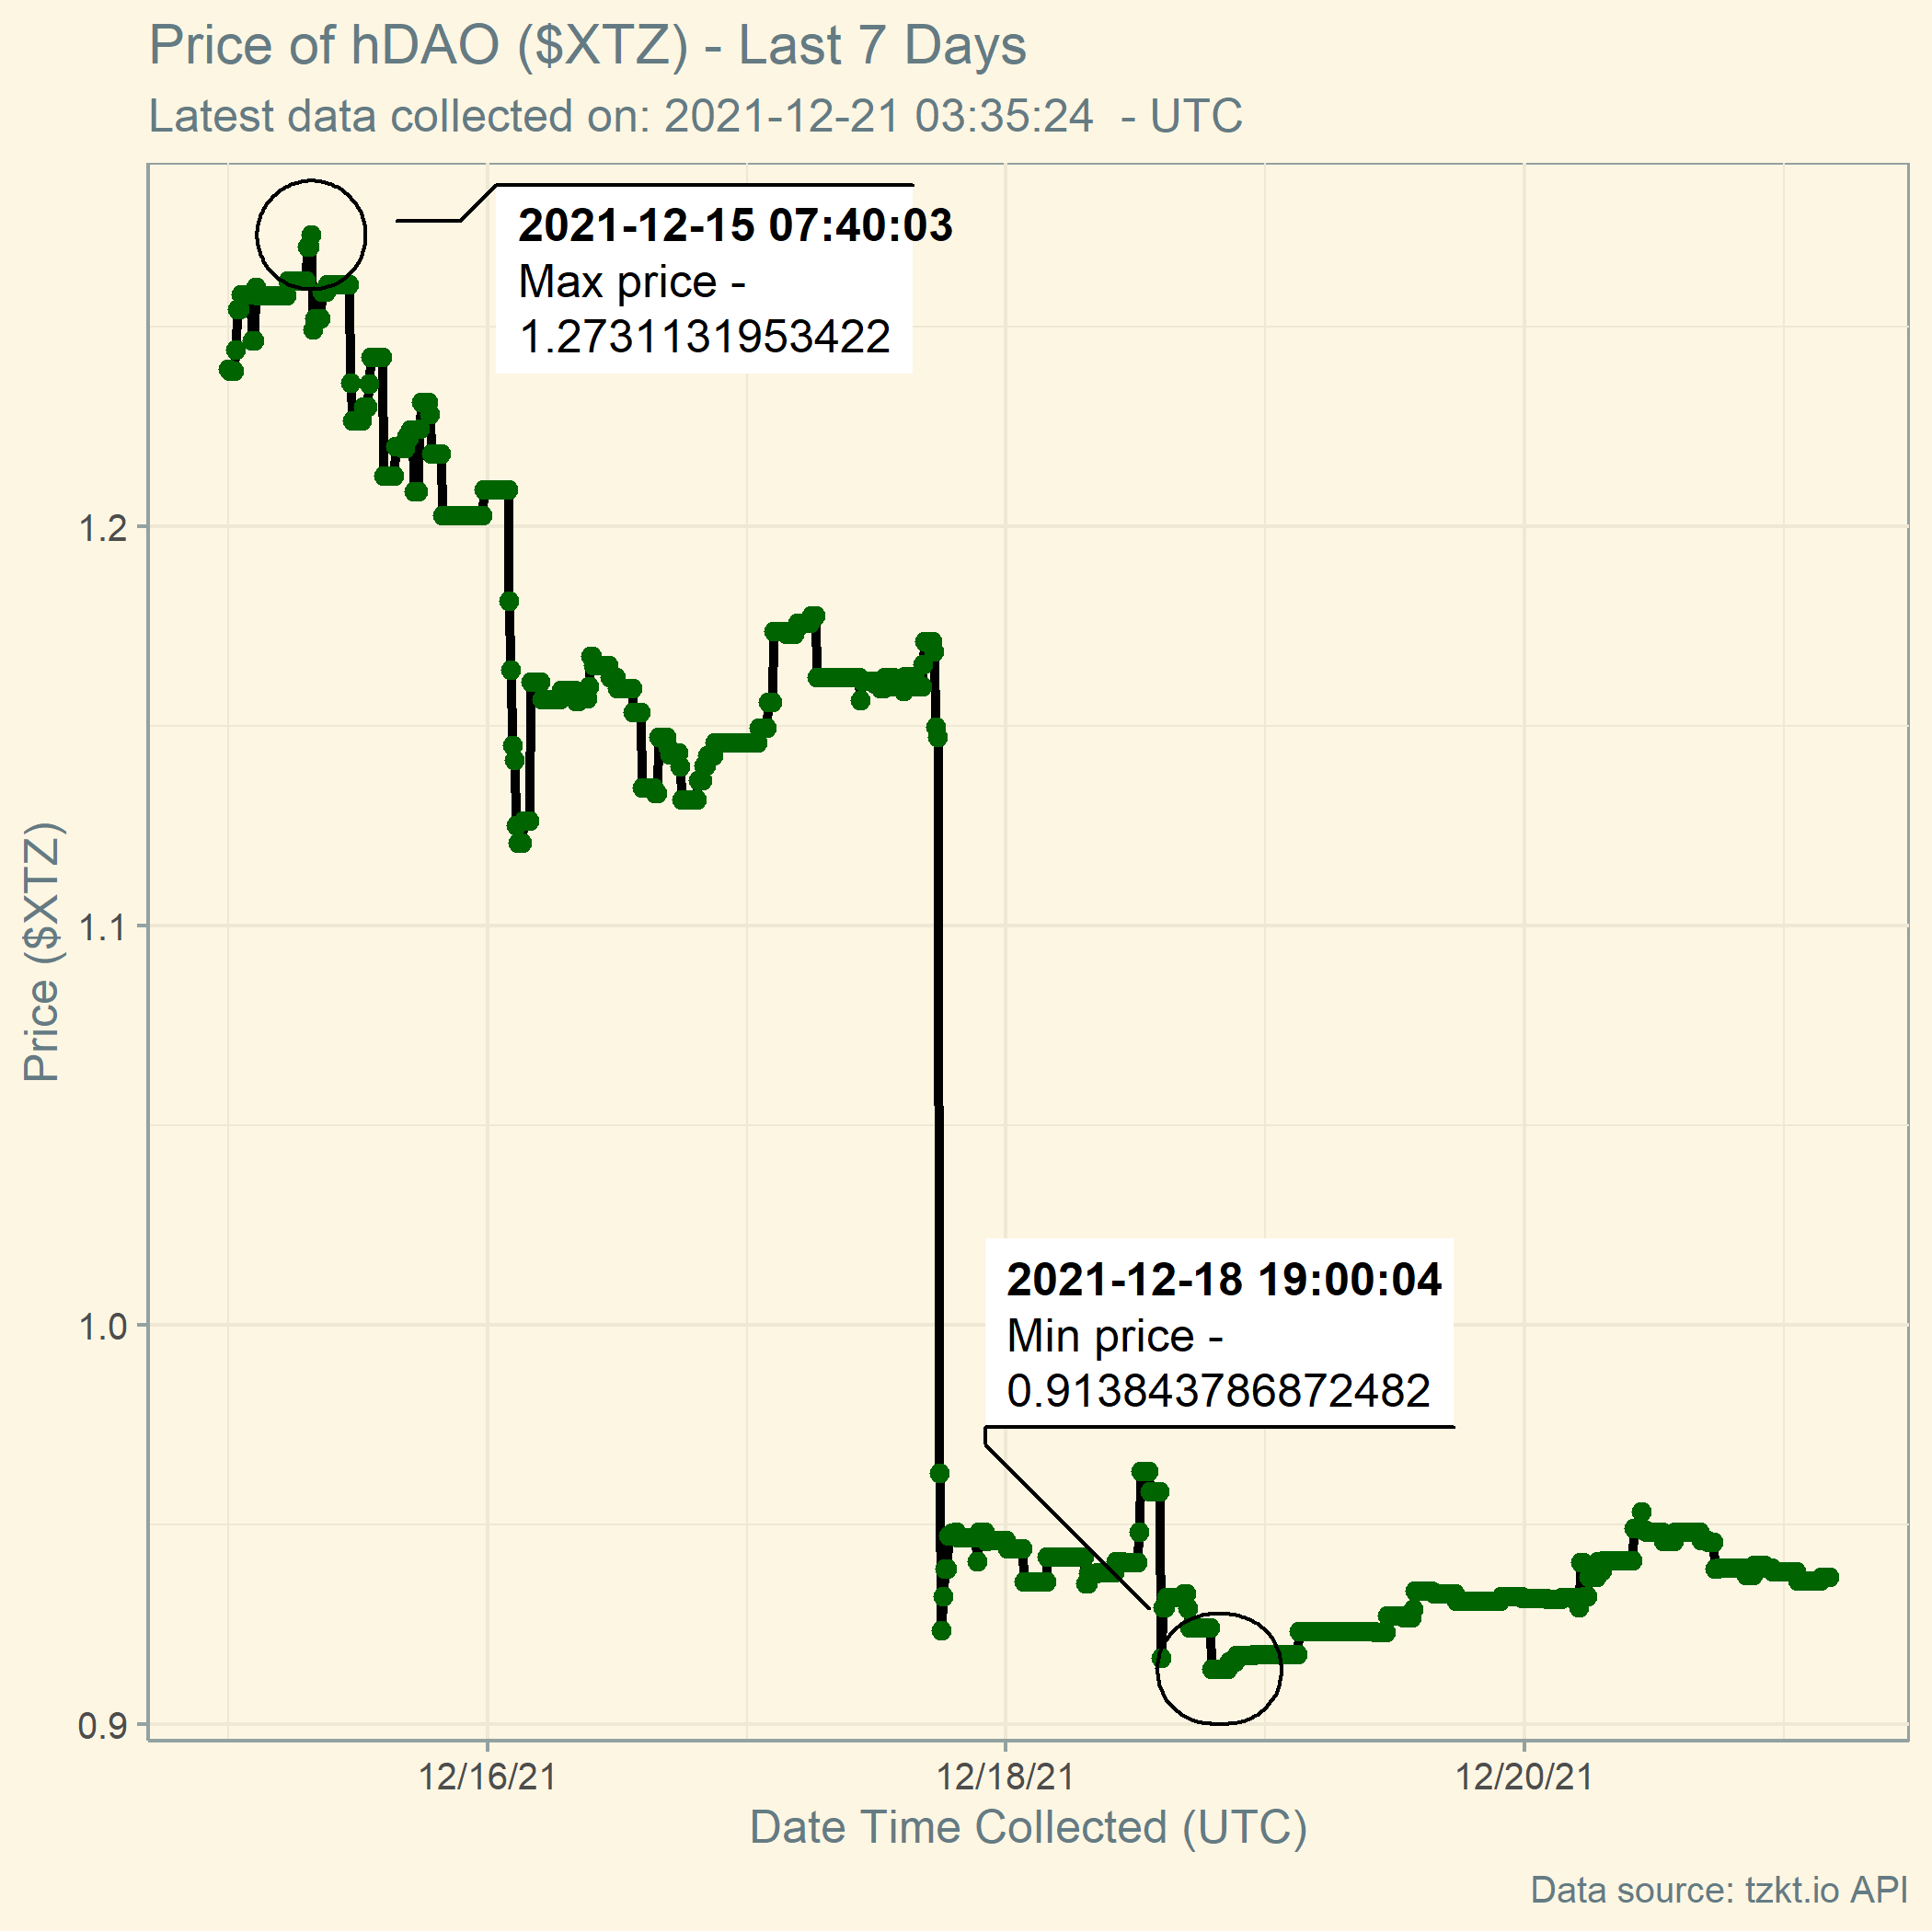 Price of hDAO ($XTZ) - Last 7 Days
Latest data collected on: 2021-12-21 03:35:24  - UTC
2021-12-15 07:40:03
Max price -
1.2731131953422
1.2
1.1
1.0
0.9
Price ($XTZ)
2021-12-18 19:00:04
Min price -
0.913843786872482
12/16/21
12/18/21
12/20/21
Date Time Collected (UTC)
Data source: tzkt.io API